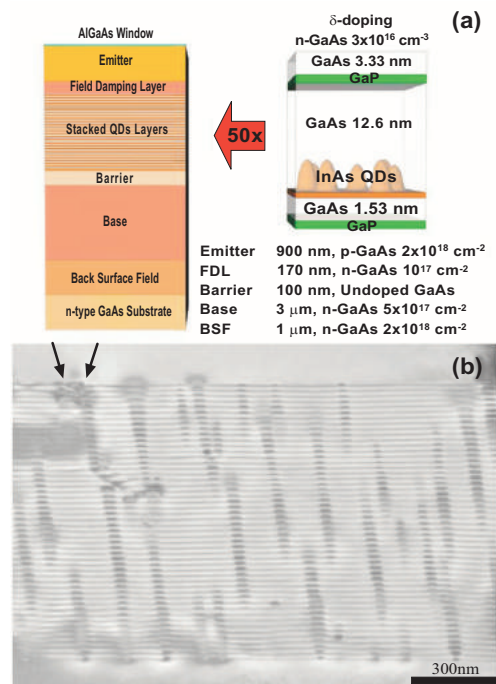 (a)
AlGaAs Window
Emitter
Field Damping Layer
Stacked QDs Layers
Barrier
Base
Back Surface Field
n-type GaAs Substrate
50x
δ-doping
n-GaAs 3x10¹⁶ cm⁻³
GaAs 3.33 nm
GaP
GaAs 12.6 nm
InAs QDs
GaAs 1.53 nm
GaP
Emitter 900 nm, p-GaAs 2x10¹⁸ cm⁻²
FDL 170 nm, n-GaAs 10¹⁷ cm⁻²
Barrier 100 nm, Undoped GaAs
Base 3 μm, n-GaAs 5x10¹⁷ cm⁻²
BSF 1 μm, n-GaAs 2x10¹⁸ cm⁻²
(b)
300nm